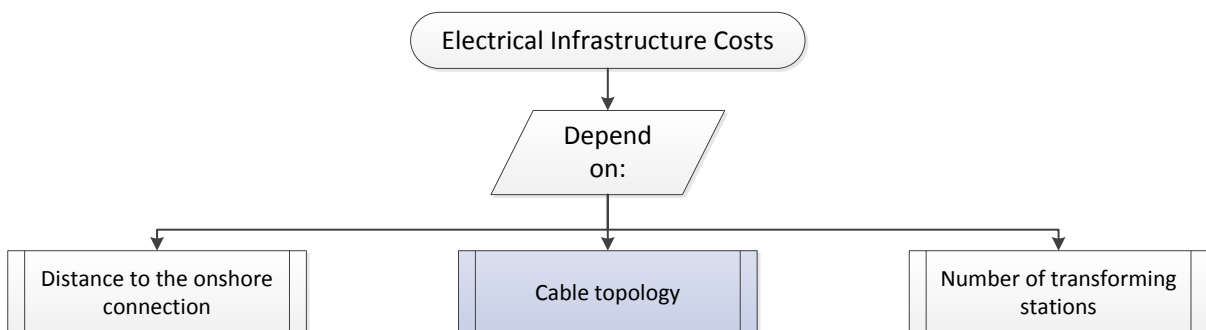 Electrical Infrastructure Costs
Depend
on:
Distance to the onshore
connection
Cable topology
Number of transforming
stations